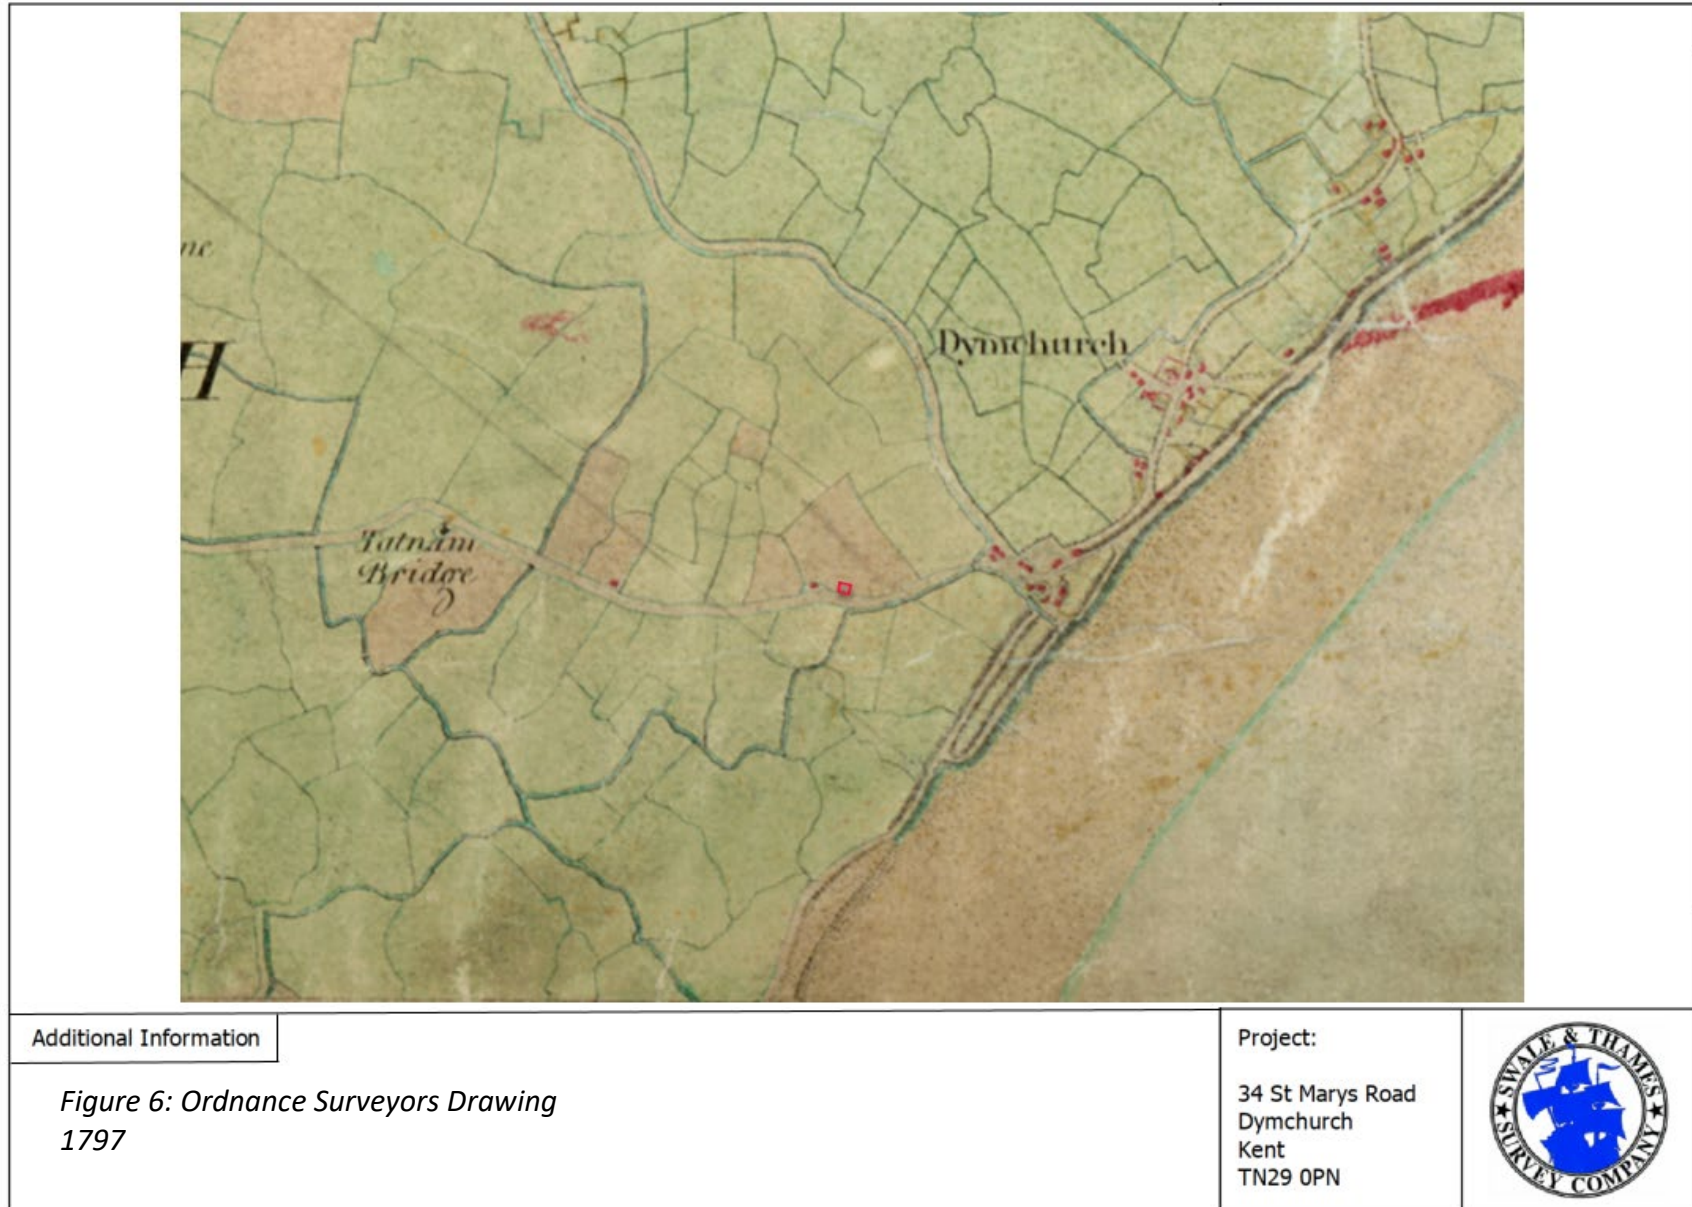 ne
H
Dymchurch
Tatnam
Bridge
Additional Information
Figure 6: Ordnance Surveyors Drawing
1797
Project:
34 St Marys Road
Dymchurch
Kent
TN29 0PN
SWALE & THAMES
SURVEY COMPANY